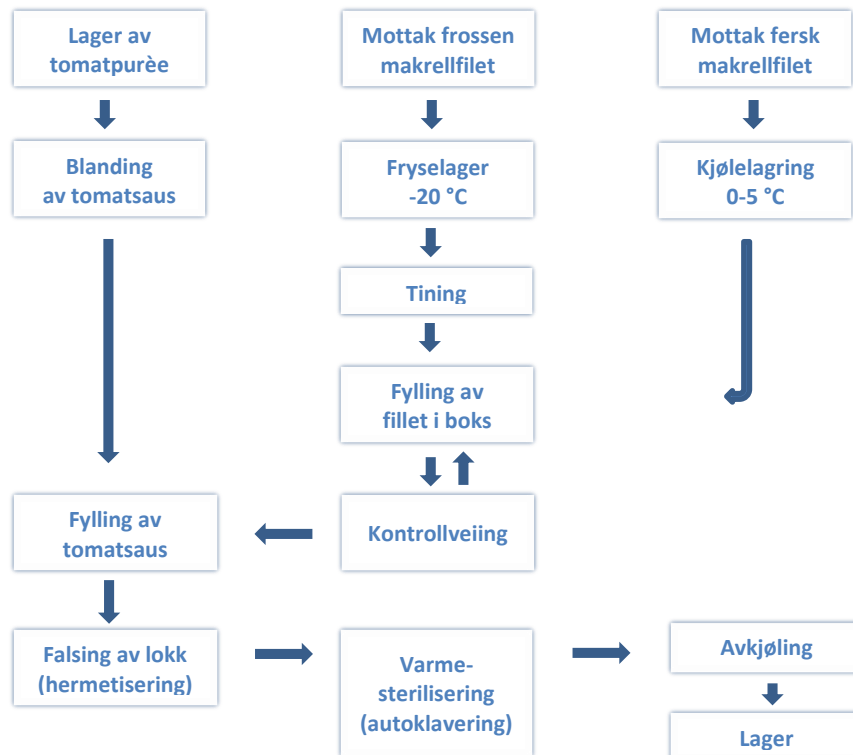 Lager av
tomatpurèe
Mottak frossen
makrellfilet
Mottak fersk
makrellfilet
Blanding
av tomatsaus
Fryselager
-20 °C
Kjølelagring
0-5 °C
Tining
Fylling av
fillet i boks
Fylling av
tomatsaus
Kontrollveiing
Falsing av lokk
(hermetisering)
Varme-
sterilisering
(autoklavering)
Avkjøling
Lager